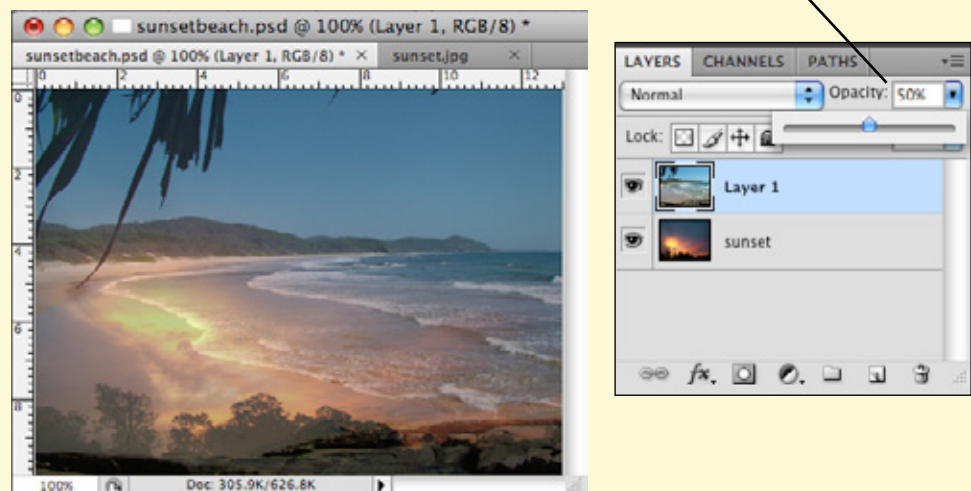 sunsetbeach.psd @ 100% (Layer 1, RGB/8) *
sunsetbeach.psd @ 100% (Layer 1, RGB/8) * × sunset.jpg ×
0 2 4 6 8 10 12
0
2
4
6
8
100% Doc: 305.9K/626.8K
LAYERS CHANNELS PATHS
Normal Opacity: 50%
Lock:
Layer 1
sunset
fx.